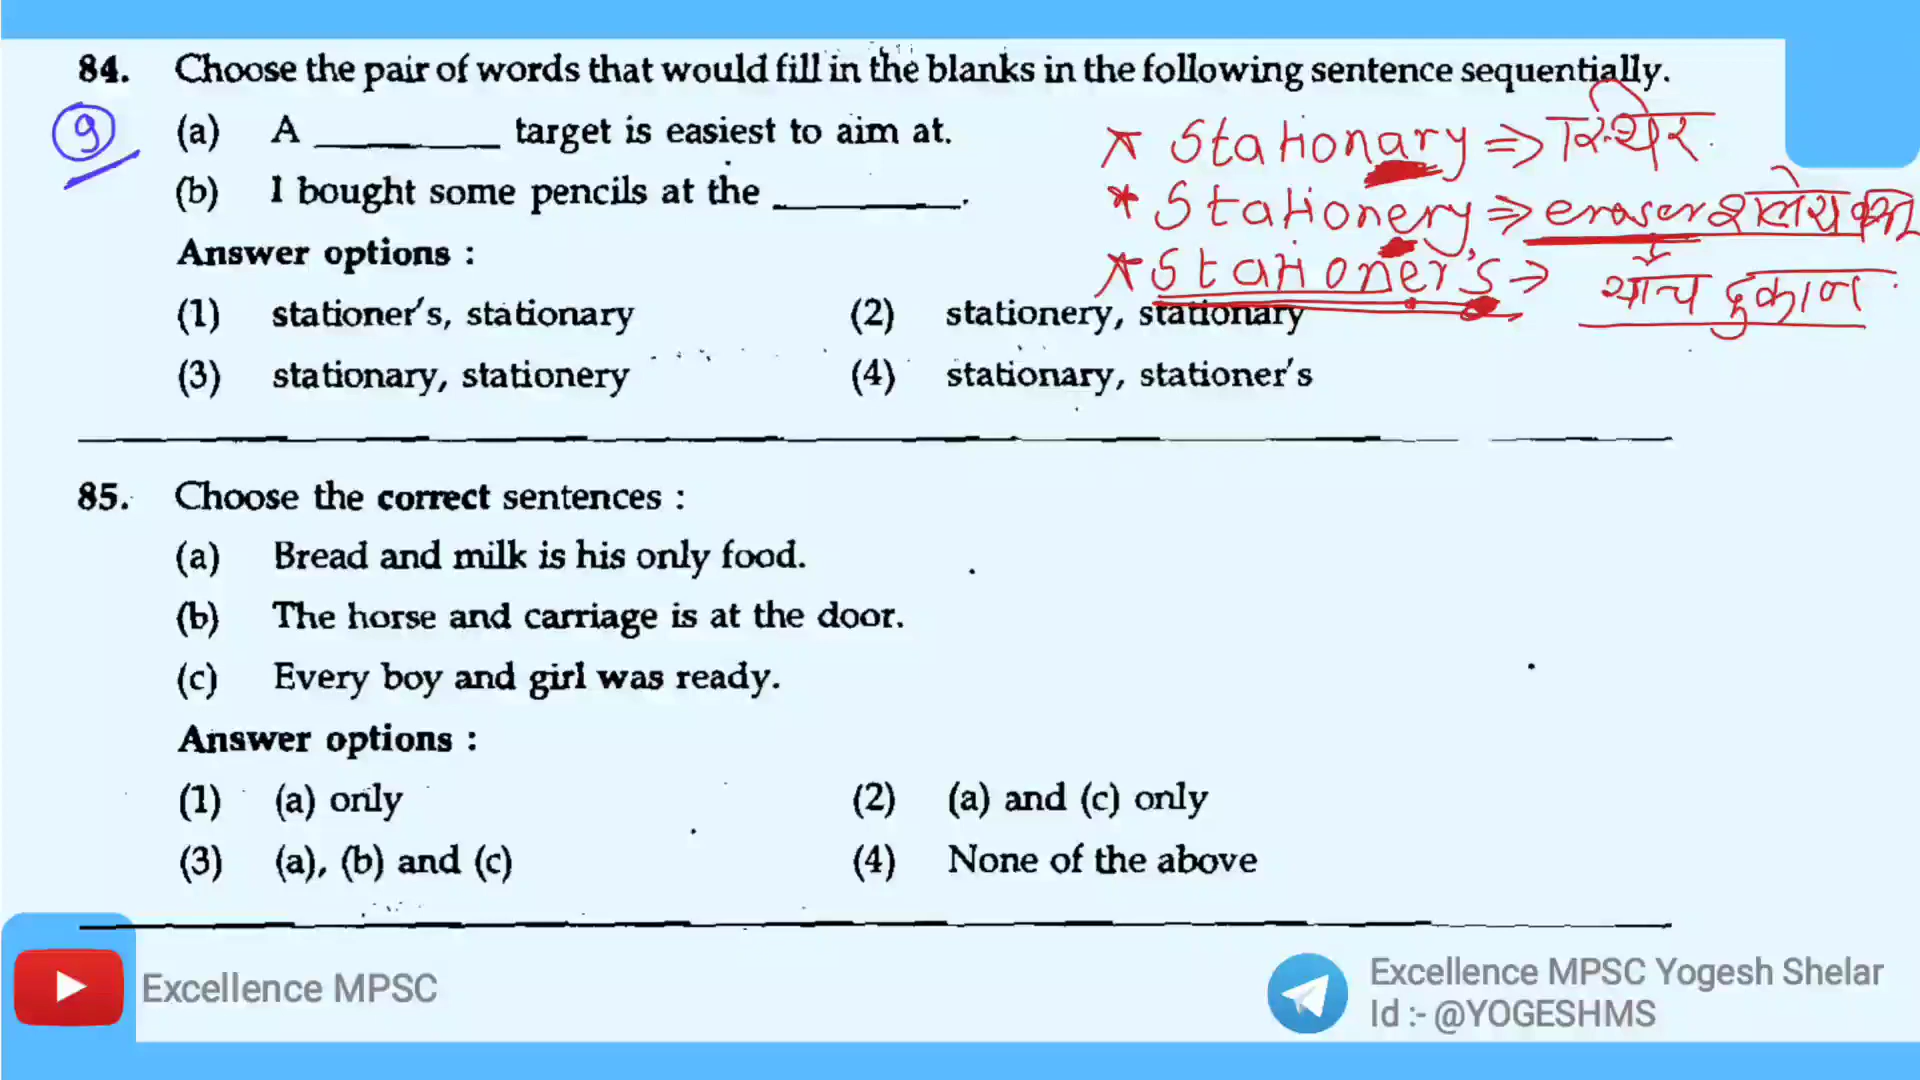 84. Choose the pair of words that would fill in the blanks in the following sentence sequentially.
9
(a) A ________ target is easiest to aim at.
* Stationary ⇒ स्थिर.
(b) I bought some pencils at the ________.
* Stationery ⇒ eraser
Answer options :
* Stationer's → दुकान.
(1) stationer's, stationary (2) stationery, stationary
(3) stationary, stationery (4) stationary, stationer's
85. Choose the correct sentences :
(a) Bread and milk is his only food.
(b) The horse and carriage is at the door.
(c) Every boy and girl was ready.
Answer options :
(1) (a) only (2) (a) and (c) only
(3) (a), (b) and (c) (4) None of the above
Excellence MPSC
Excellence MPSC Yogesh Shelar
Id :- @YOGESHMS